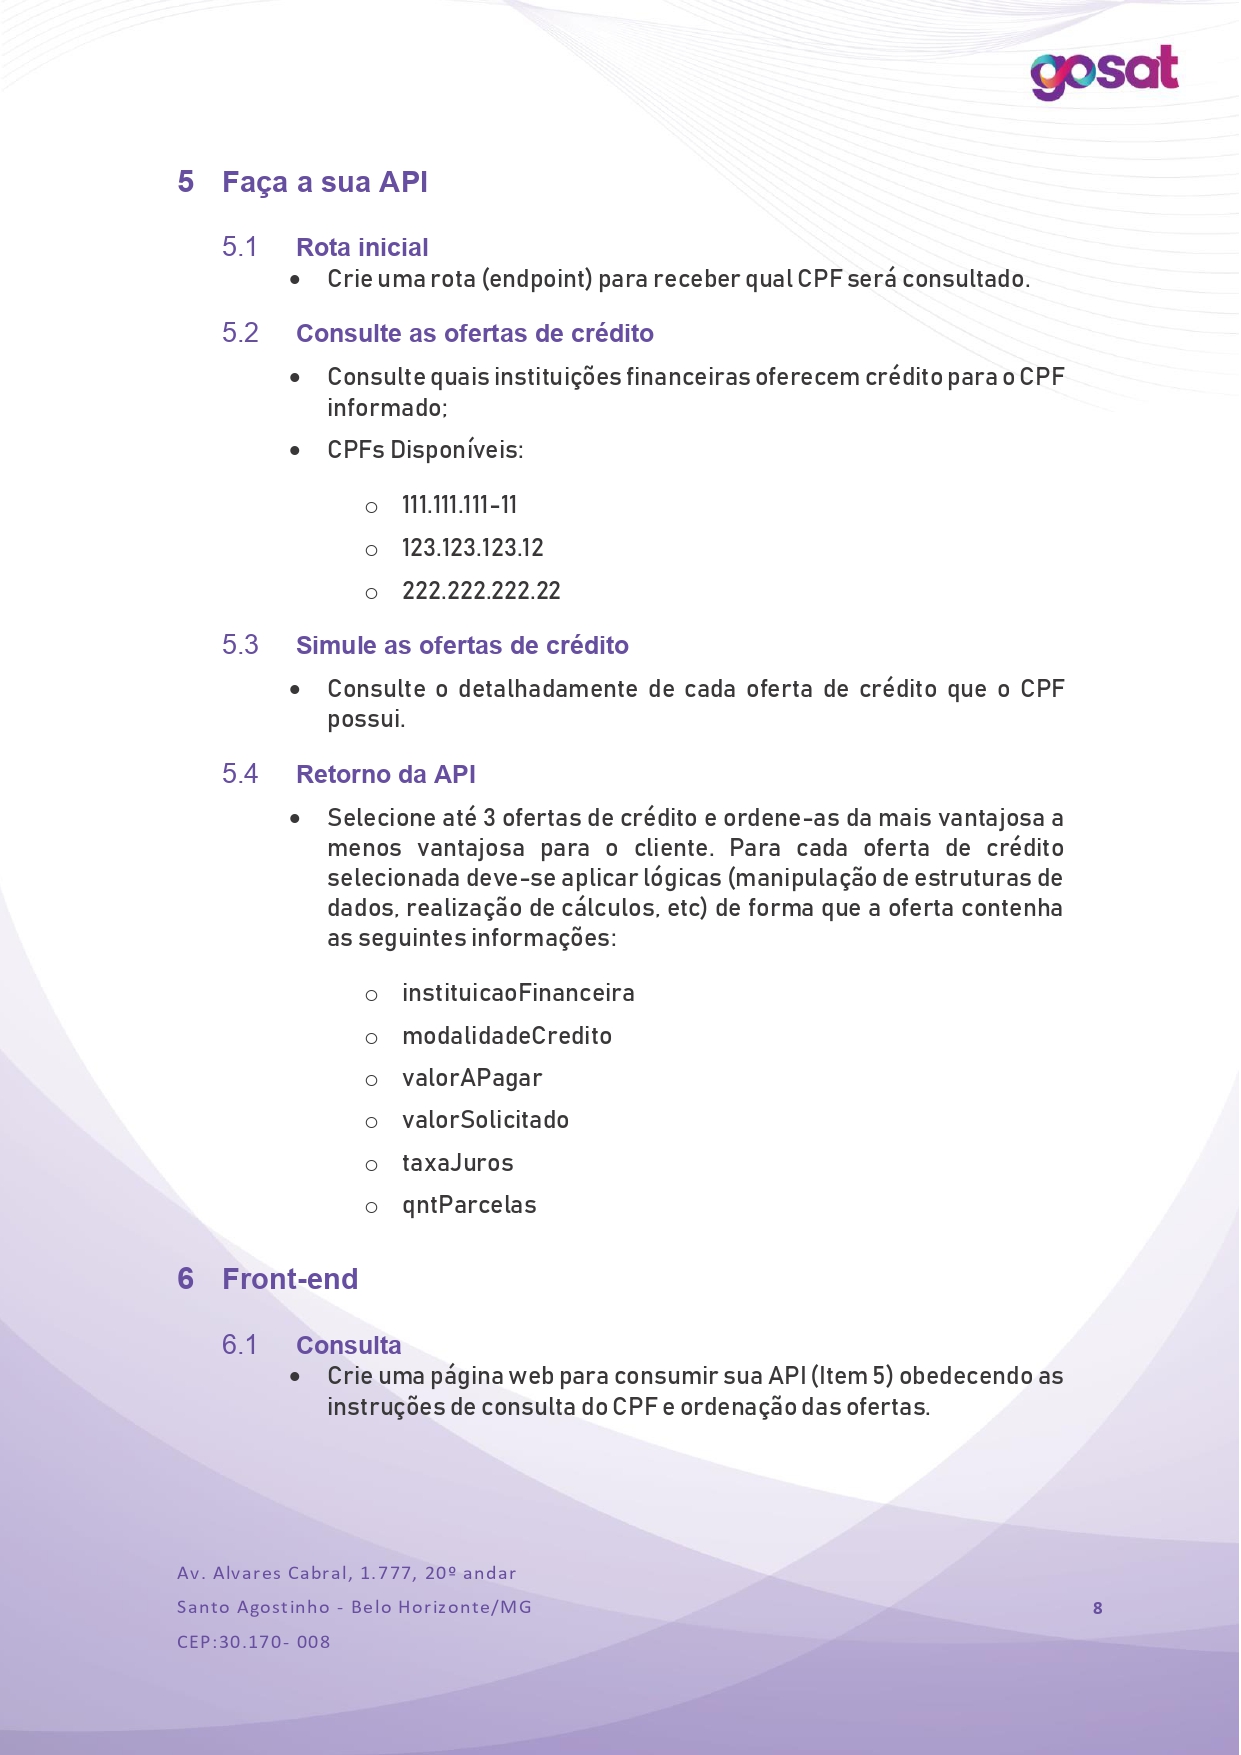 gosat
5 Faça a sua API
5.1 Rota inicial
• Crie uma rota (endpoint) para receber qual CPF será consultado.
5.2 Consulte as ofertas de crédito
• Consulte quais instituições financeiras oferecem crédito para o CPF
informado;
• CPFs Disponíveis:
o 111.111.111-11
o 123.123.123.12
o 222.222.222.22
5.3 Simule as ofertas de crédito
• Consulte o detalhadamente de cada oferta de crédito que o CPF
possui.
5.4 Retorno da API
• Selecione até 3 ofertas de crédito e ordene-as da mais vantajosa a
menos vantajosa para o cliente. Para cada oferta de crédito
selecionada deve-se aplicar lógicas (manipulação de estruturas de
dados, realização de cálculos, etc) de forma que a oferta contenha
as seguintes informações:
o instituicaoFinanceira
o modalidadeCredito
o valorAPagar
o valorSolicitado
o taxaJuros
o qntParcelas
6 Front-end
6.1 Consulta
• Crie uma página web para consumir sua API (Item 5) obedecendo as
instruções de consulta do CPF e ordenação das ofertas.
Av. Alvares Cabral, 1.777, 20º andar
Santo Agostinho - Belo Horizonte/MG
8
CEP:30.170- 008